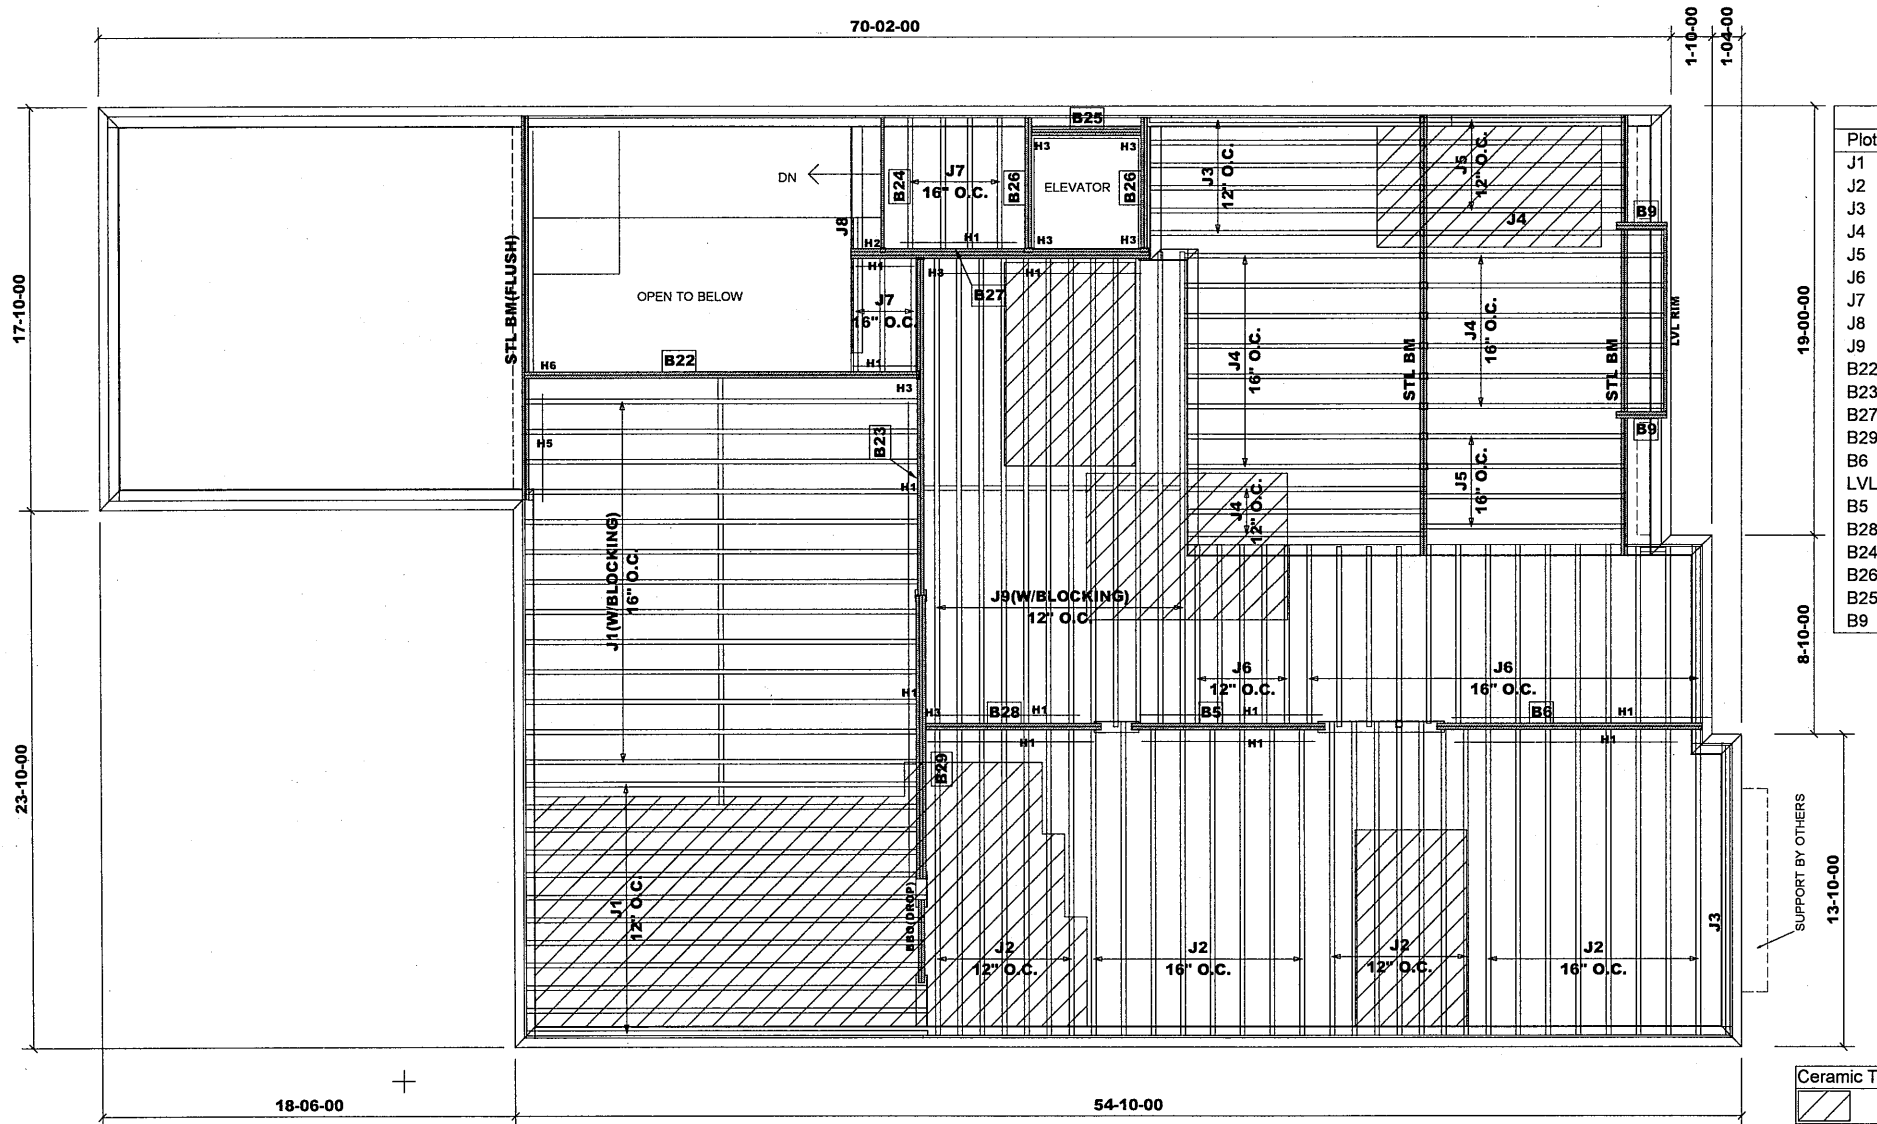 70-02-00
1-10-00
1-04-00
17-10-00
23-10-00
18-06-00
54-10-00
19-00-00
8-10-00
13-10-00
STL BM(FLUSH)
DN
OPEN TO BELOW
J8
H2
B24
J7
16" O.C.
H1
B26
B25
H3
H3
ELEVATOR
B26
H3
H3
J3
12" O.C.
J5
12" O.C.
J4
B9
H1
J7
16" O.C.
H1
H3
H1
B27
J4
16" O.C.
STL BM
J4
16" O.C.
STL BM
LVL RIM
B9
H6
B22
H3
H5
B23
H1
J5
16" O.C.
J4
12" O.C.
J1(W/BLOCKING)
16" O.C.
J9(W/BLOCKING)
12" O.C.
H1
J6
12" O.C.
J6
16" O.C.
H3
B28
H1
B5
H1
B6
H1
H1
H1
H1
B29
J1
12" O.C.
J2
12" O.C.
J2
16" O.C.
J2
12" O.C.
J2
16" O.C.
J3
SUPPORT BY OTHERS
Plot
J1
J2
J3
J4
J5
J6
J7
J8
J9
B22
B23
B27
B29
B6
LVL
B5
B28
B24
B26
B25
B9
Ceramic T